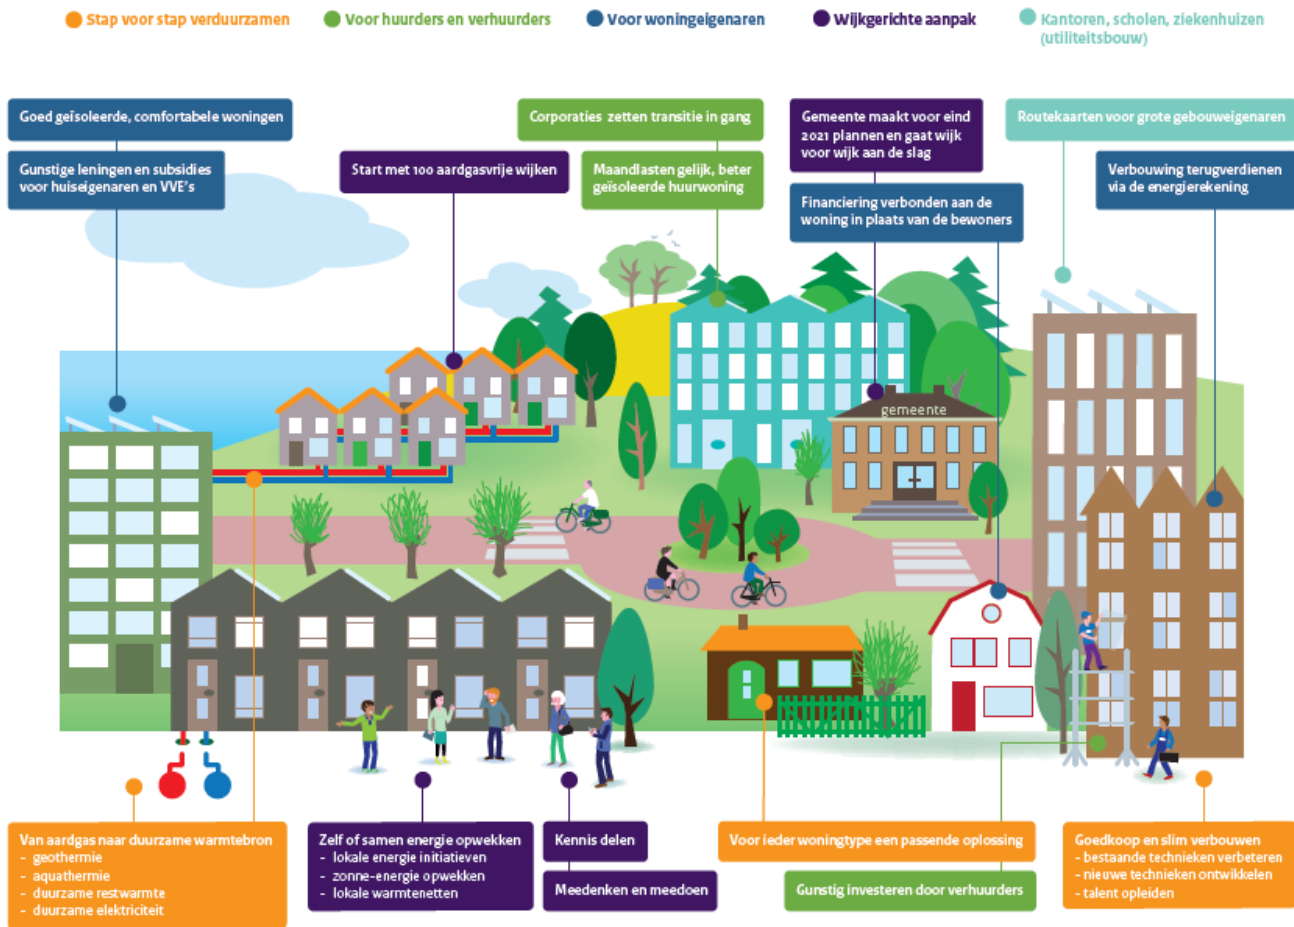 Stap voor stap verduurzamen
Voor huurders en verhuurders
Voor woningeigenaren
Wijkgerichte aanpak
Kantoren, scholen, ziekenhuizen
(utiliteitsbouw)
Goed geïsoleerde, comfortabele woningen
Gunstige leningen en subsidies
voor huiseigenaren en VVE's
Start met 100 aardgasvrije wijken
Corporaties zetten transitie in gang
Maandlasten gelijk, beter
geïsoleerde huurwoning
Gemeente maakt voor eind
2021 plannen en gaat wijk
voor wijk aan de slag
Financiering verbonden aan de
woning in plaats van de bewoners
Routekaarten voor grote gebouweigenaren
Verbouwing terugverdienen
via de energierekening
gemeente
Van aardgas naar duurzame warmtebron
- geothermie
- aquathermie
- duurzame restwarmte
- duurzame elektriciteit
Zelf of samen energie opwekken
- lokale energie initiatieven
- zonne-energie opwekken
- lokale warmtenetten
Kennis delen
Meedenken en meedoen
Voor ieder woningtype een passende oplossing
Gunstig investeren door verhuurders
Goedkoop en slim verbouwen
- bestaande technieken verbeteren
- nieuwe technieken ontwikkelen
- talent opleiden